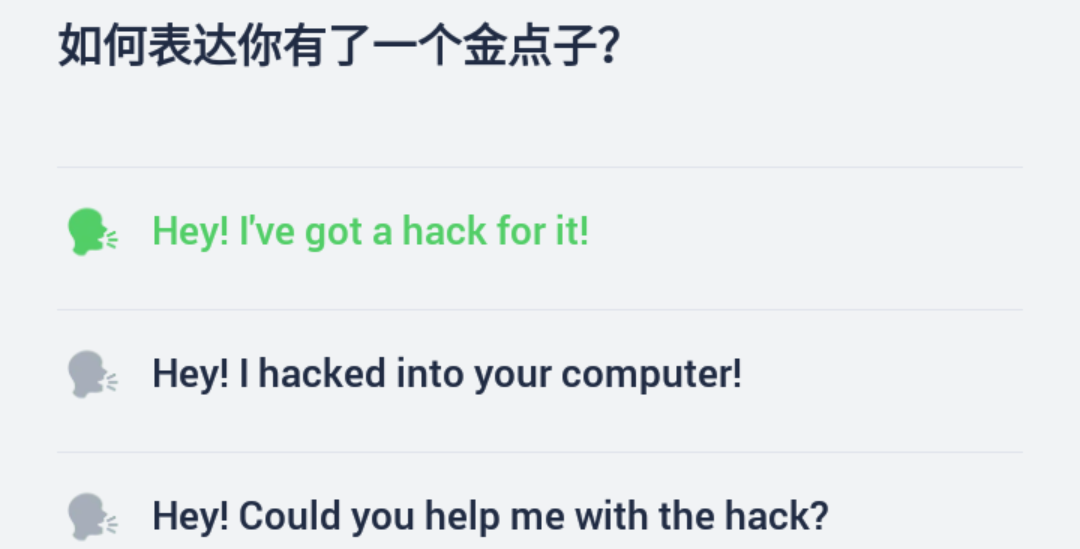 如何表达你有了一个金点子？
Hey! I've got a hack for it!
Hey! I hacked into your computer!
Hey! Could you help me with the hack?